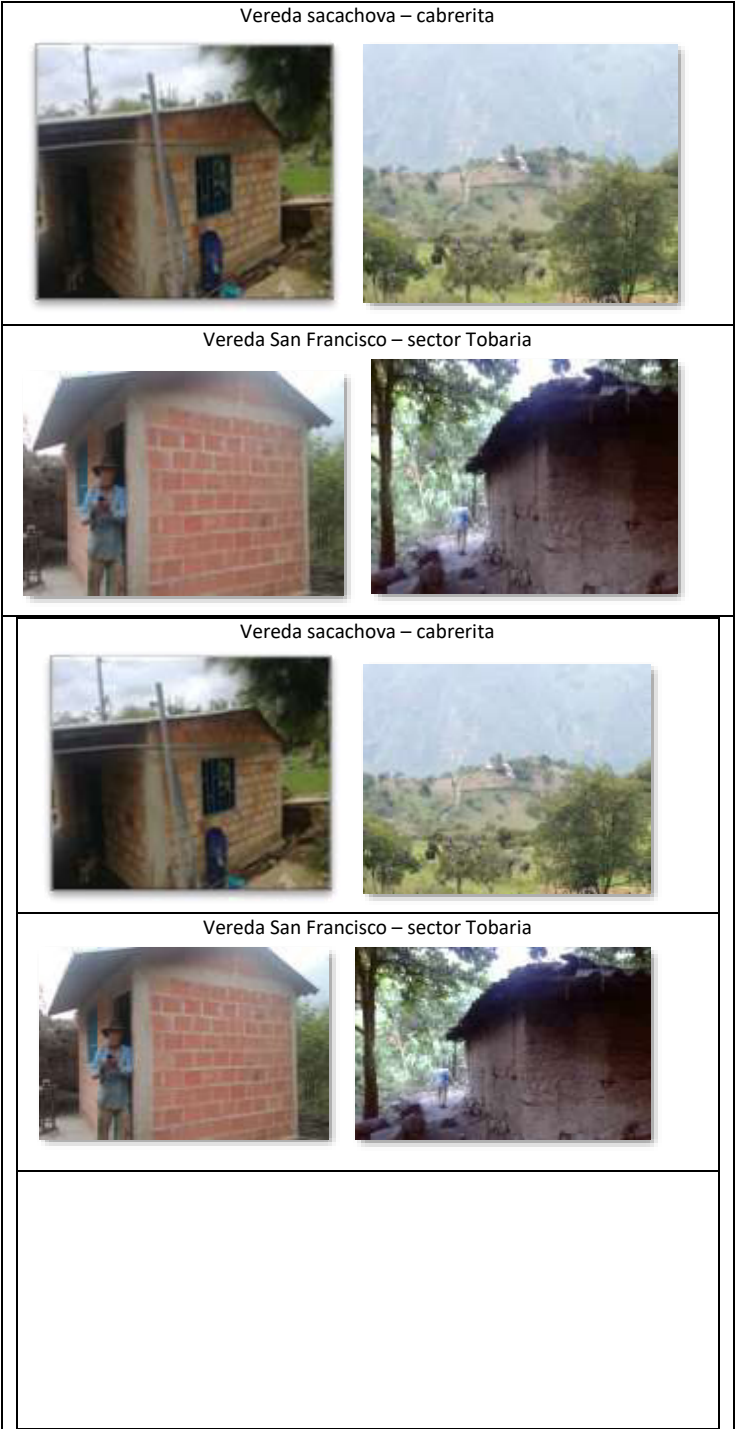 Vereda sacachova – cabrerita
Vereda San Francisco – sector Tobaria
Vereda sacachova – cabrerita
Vereda San Francisco – sector Tobaria